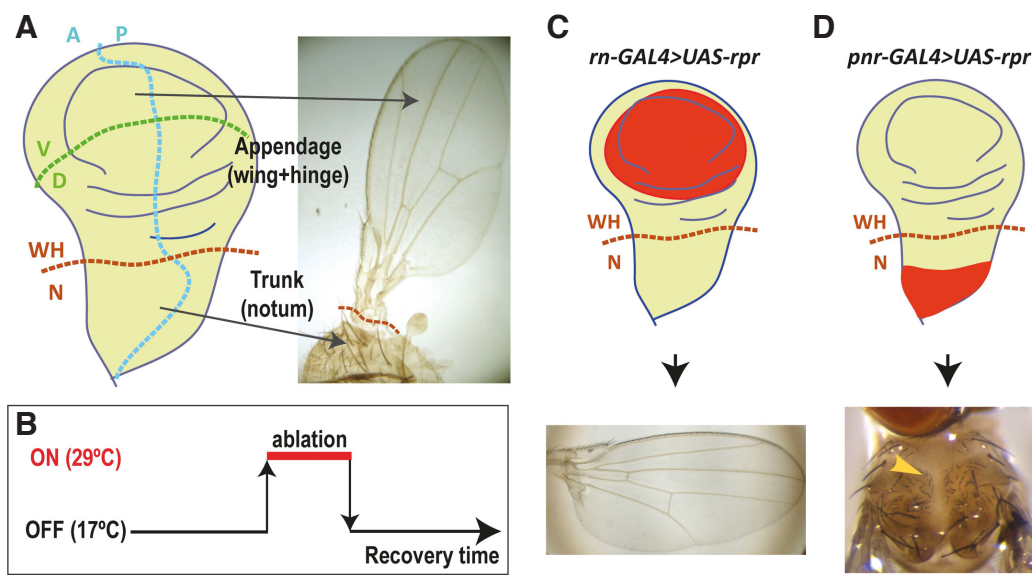 A
A P
V
D
WH
N
Appendage
(wing+hinge)
Trunk
(notum)
B
ON (29ºC)
ablation
OFF (17ºC)
Recovery time
C
rn-GAL4>UAS-rpr
WH
N
D
pnr-GAL4>UAS-rpr
WH
N